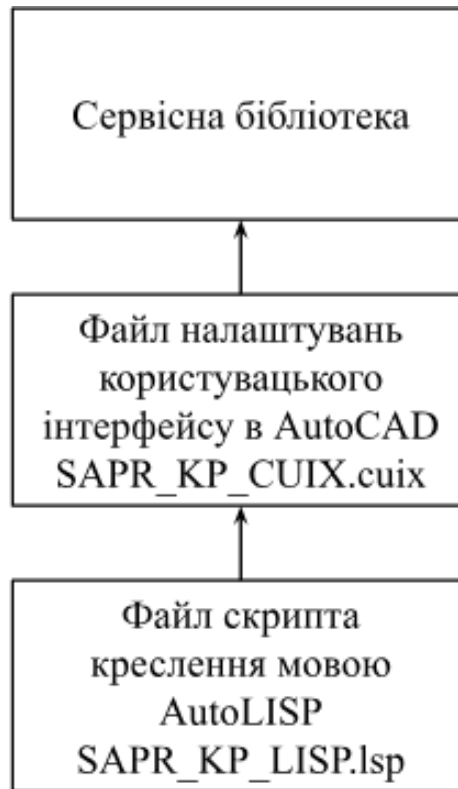 Сервісна бібліотека
Файл налаштувань
користувацького
інтерфейсу в AutoCAD
SAPR_KP_CUIX.cuix
Файл скрипта
креслення мовою
AutoLISP
SAPR_KP_LISP.lsp